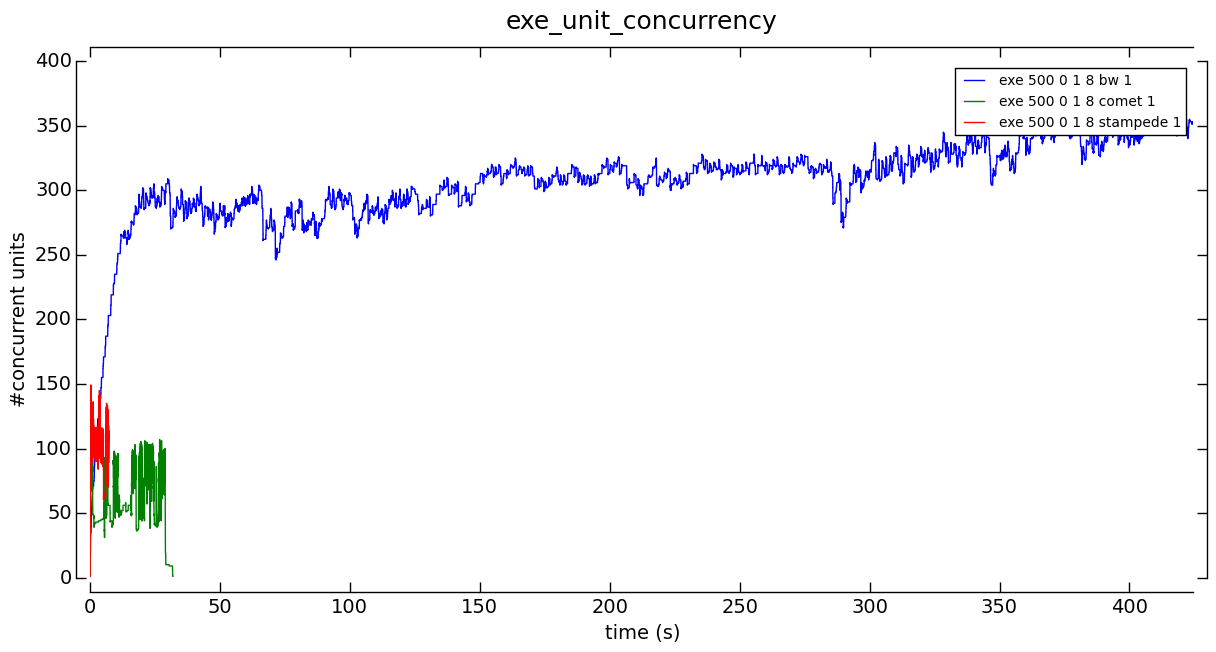 exe_unit_concurrency
400
350
300
250
200
150
100
50
0
#concurrent units
exe 500 0 1 8 bw 1
exe 500 0 1 8 comet 1
exe 500 0 1 8 stampede 1
0 50 100 150 200 250 300 350 400
time (s)